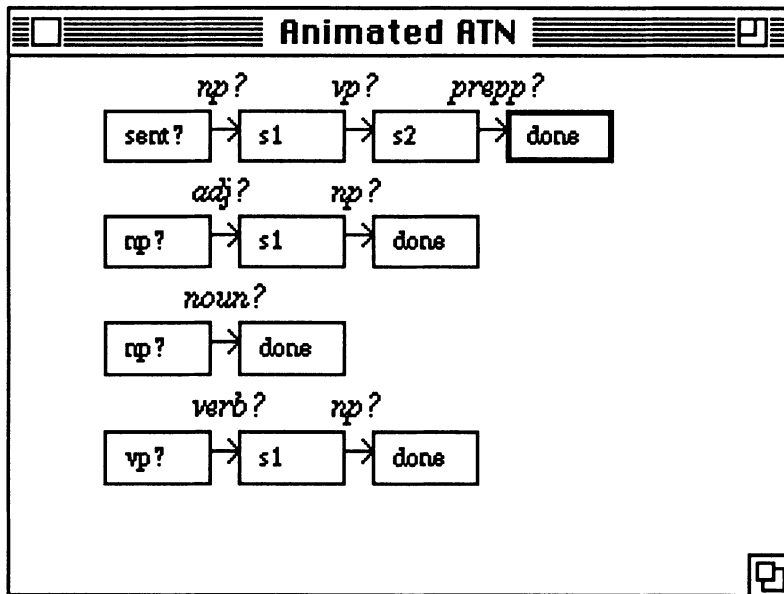 Animated ATN
np? vp? prepp?
sent? s1 s2 done
adj? np?
np? s1 done
noun?
np? done
verb? np?
vp? s1 done